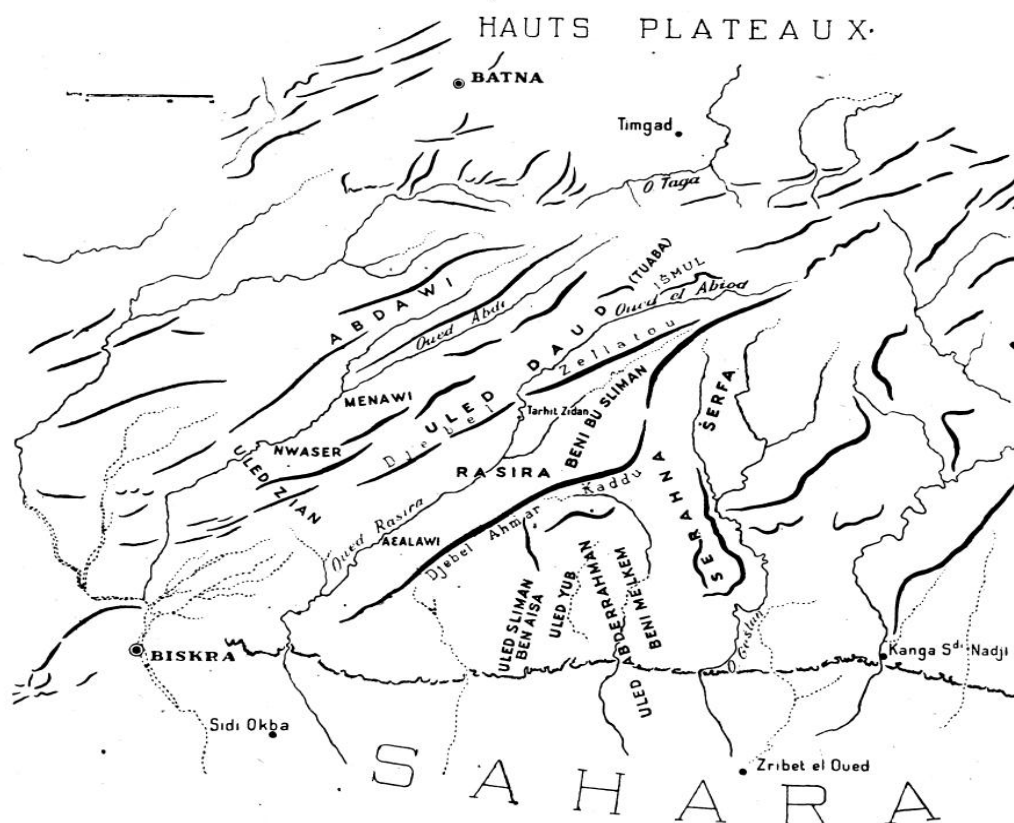 HAUTS PLATEAUX.
BATNA
Timgad
O Taga
(TUABA)
IŠMUL
ABDAWI
Oued Abdi
Oued el Abiod
ULED DAUD
Djebel Zellatou
MENAWI
Tarhit Zidan
BENI BU SLIMAN
ŠERFA
NWASER
ULED ZIAN
RASIRA
SERAHNA
Oued Rasira
AƐALAWI
Djebel Ahmar Kaddu
ULED SLIMAN
BEN AISA
ULED YUB
ULED ABDERRAHMAN
BENI MELKEM
Kanga Sdi Nadji
BISKRA
Sidi Okba
Zribet el Oued
SAHARA